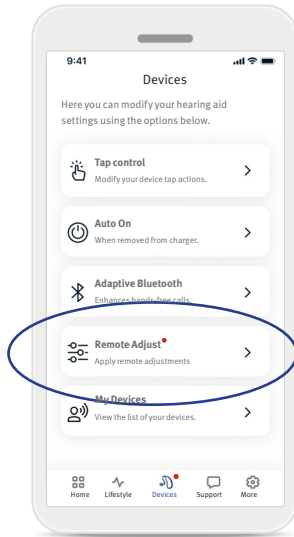 9:41
Devices
Here you can modify your hearing aid
settings using the options below.
Tap control
Modify your device tap actions.
Auto On
When removed from charger.
Adaptive Bluetooth
Enhances hands-free calls.
Remote Adjust
Apply remote adjustments
My Devices
View the list of your devices.
Home Lifestyle Devices Support More